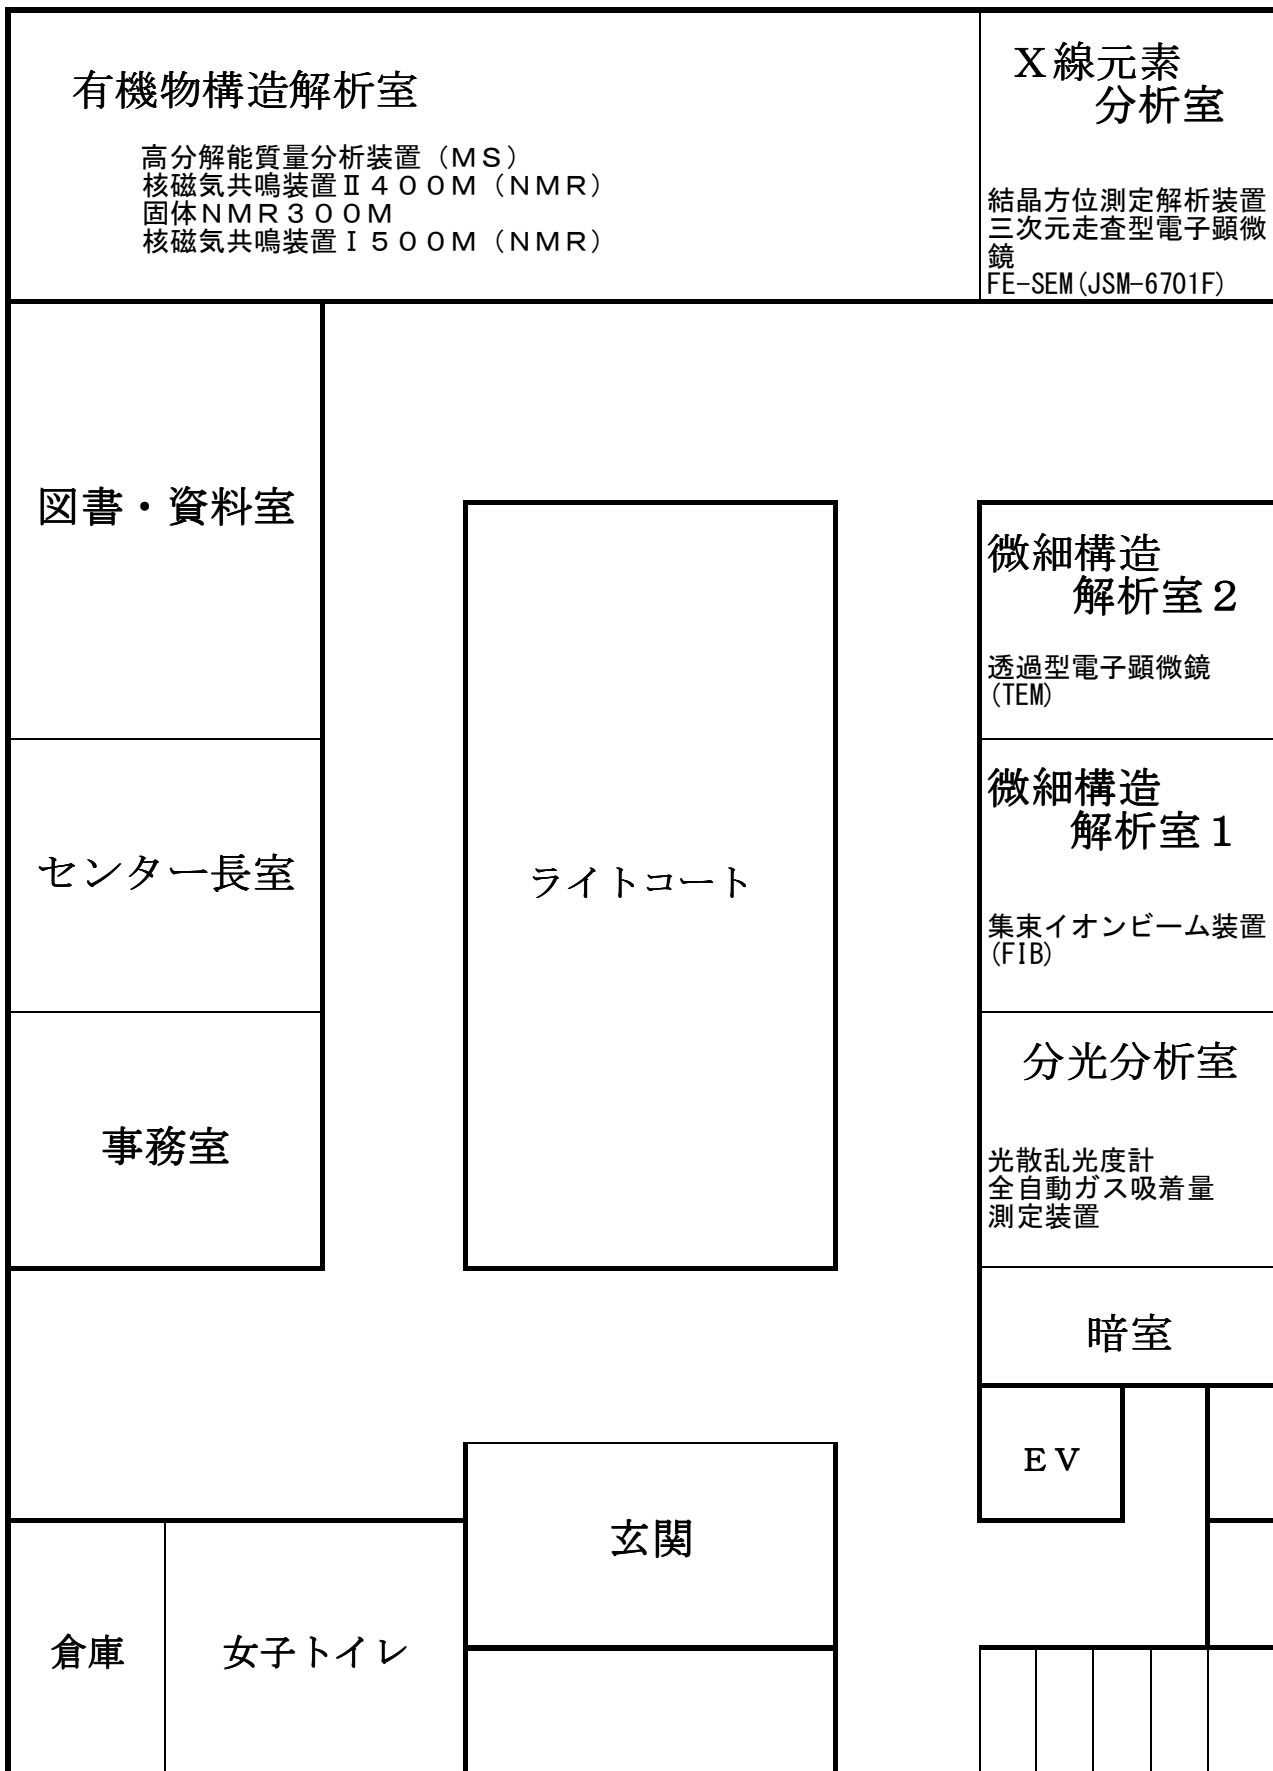 有機物構造解析室
高分解能質量分析装置（ＭＳ）
核磁気共鳴装置Ⅱ４００Ｍ（ＮＭＲ）
固体ＮＭＲ３００Ｍ
核磁気共鳴装置Ⅰ５００Ｍ（ＮＭＲ）
Ｘ線元素
分析室
結晶方位測定解析装置
三次元走査型電子顕微
鏡
FE-SEM(JSM-6701F)
図書・資料室
微細構造
解析室２
透過型電子顕微鏡
(TEM)
センター長室
ライトコート
微細構造
解析室１
集束イオンビーム装置
(FIB)
事務室
分光分析室
光散乱光度計
全自動ガス吸着量
測定装置
暗室
ＥＶ
玄関
倉庫
女子トイレ